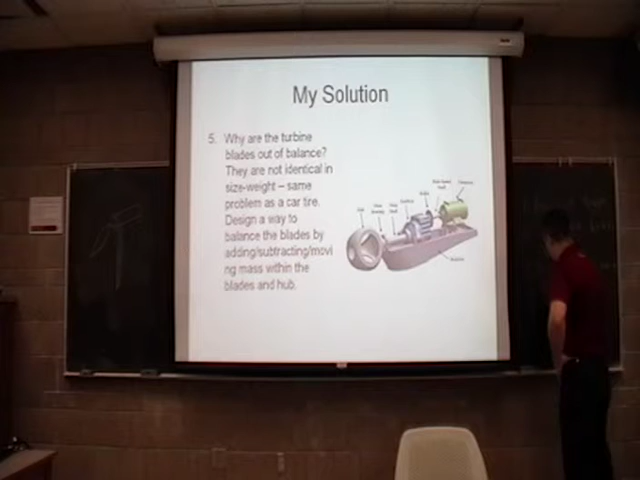 My Solution
5. Why are the turbine
blades out of balance?
They are not identical in
size-weight – same
problem as a car tire.
Design a way to
balance the blades by
adding/subtracting/movi
ng mass within the
blades and hub.